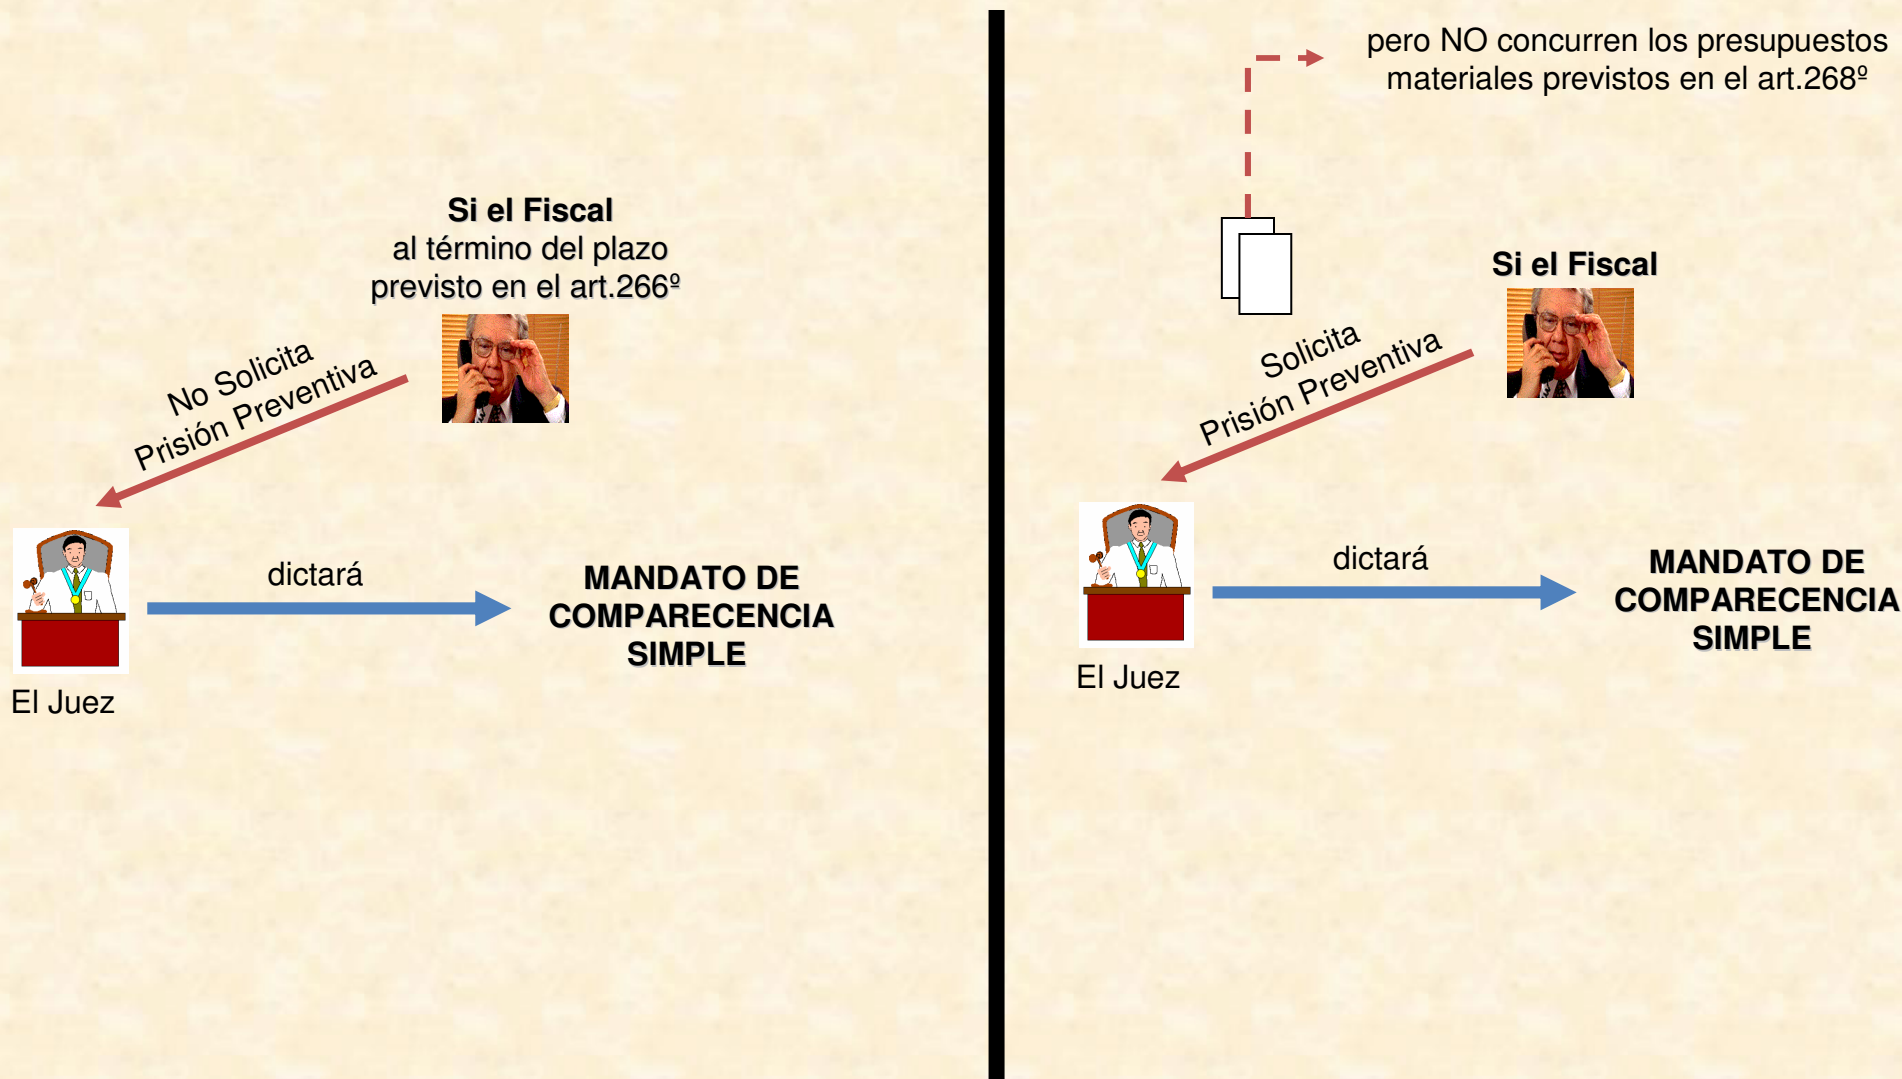 Si el Fiscal
al término del plazo
previsto en el art.266º
No Solicita
Prisión Preventiva
dictará
MANDATO DE
COMPARECENCIA
SIMPLE
El Juez
pero NO concurren los presupuestos
materiales previstos en el art.268º
Si el Fiscal
Solicita
Prisión Preventiva
dictará
MANDATO DE
COMPARECENCIA
SIMPLE
El Juez